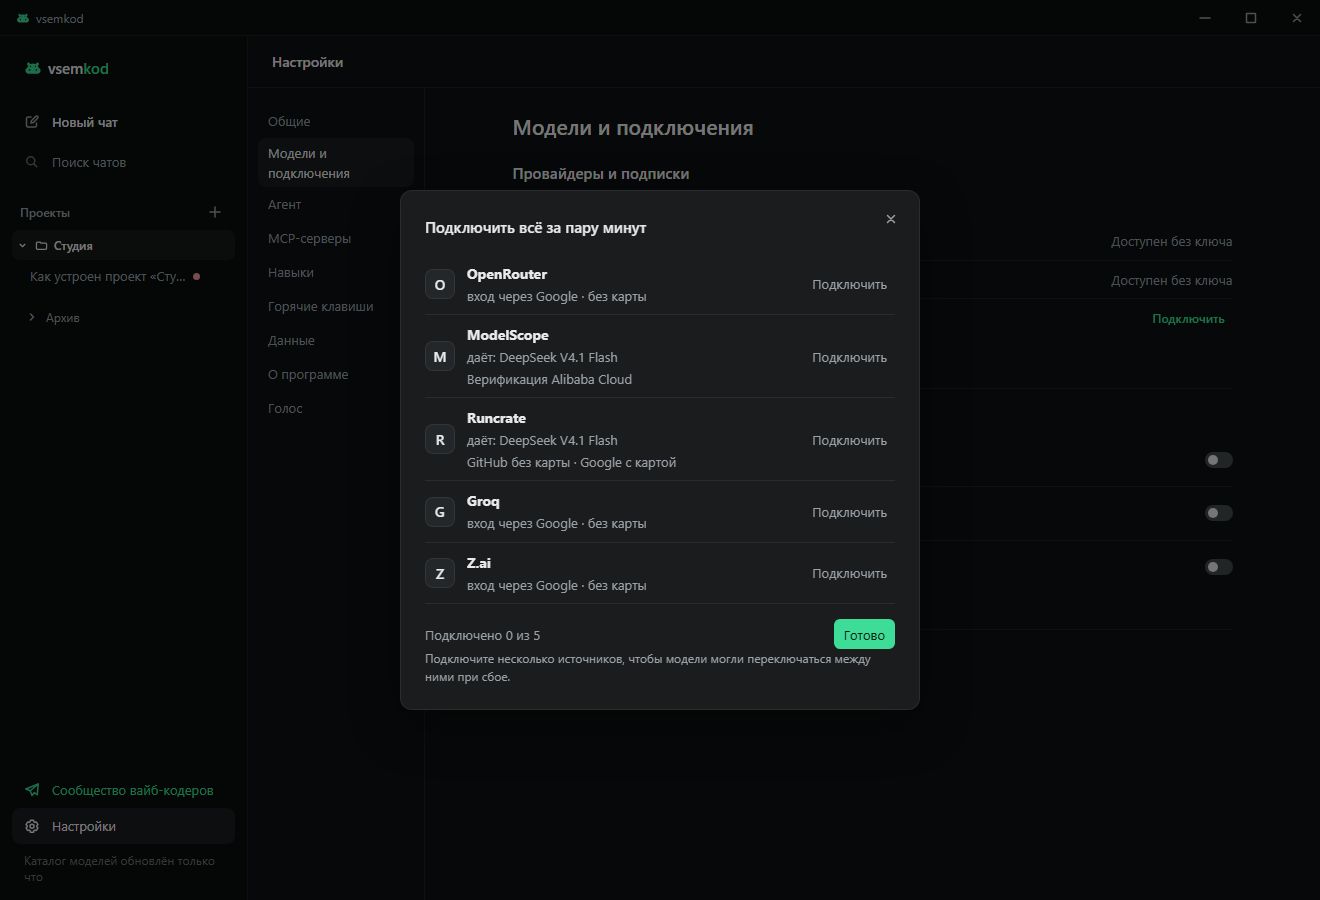 vsemkod
vsemkod
Новый чат
Поиск чатов
Проекты
Студия
Как устроен проект «Сту...
Архив
Сообщество вайб-кодеров
Настройки
Каталог моделей обновлён только
что
Настройки
Общие
Модели и
подключения
Агент
MCP-серверы
Навыки
Горячие клавиши
Данные
О программе
Голос
Модели и подключения
Провайдеры и подписки
Доступен без ключа
Доступен без ключа
Подключить
Подключить всё за пару минут
O
OpenRouter
вход через Google · без карты
Подключить
M
ModelScope
даёт: DeepSeek V4.1 Flash
Верификация Alibaba Cloud
Подключить
R
Runcrate
даёт: DeepSeek V4.1 Flash
GitHub без карты · Google с картой
Подключить
G
Groq
вход через Google · без карты
Подключить
Z
Z.ai
вход через Google · без карты
Подключить
Подключено 0 из 5
Готово
Подключите несколько источников, чтобы модели могли переключаться между
ними при сбое.